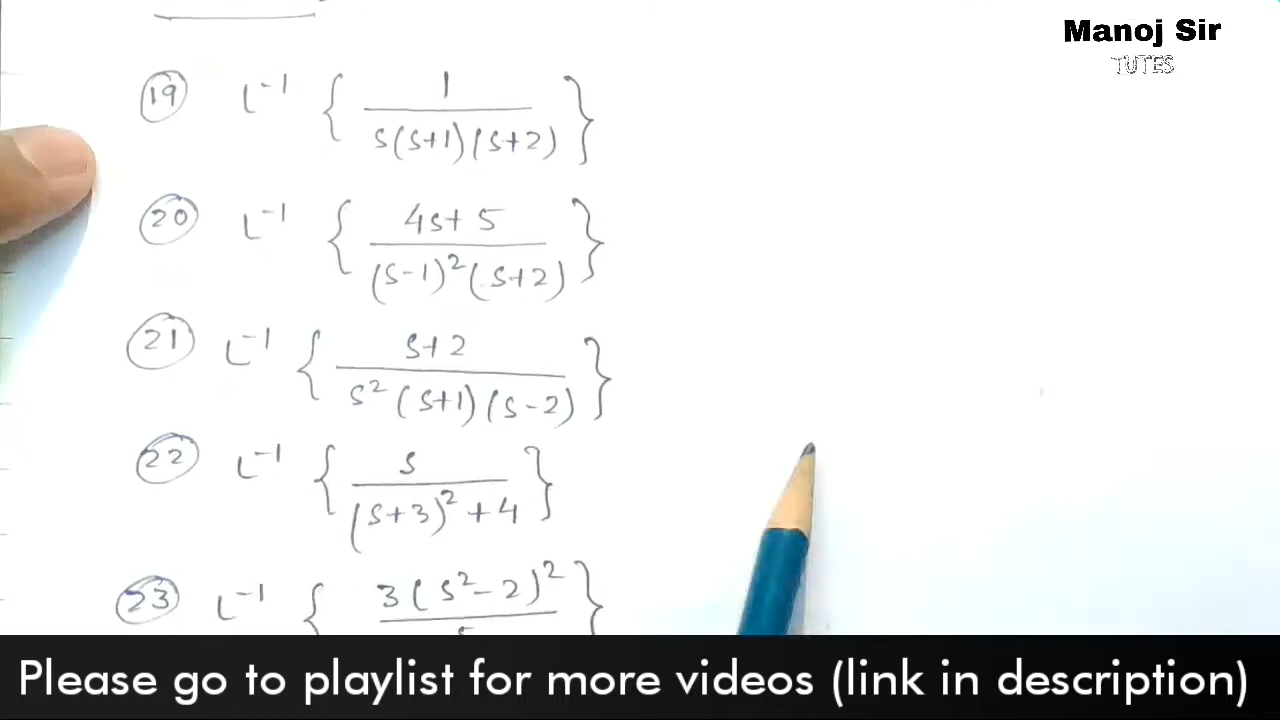 Manoj Sir
TUTES
19 L⁻¹ { 1 / s(s+1)(s+2) }
20 L⁻¹ { 4s+5 / (s-1)²(s+2) }
21 L⁻¹ { s+2 / s²(s+1)(s-2) }
22 L⁻¹ { s / (s+3)²+4 }
23 L⁻¹ { 3(s²-2)² }
Please go to playlist for more videos (link in description)